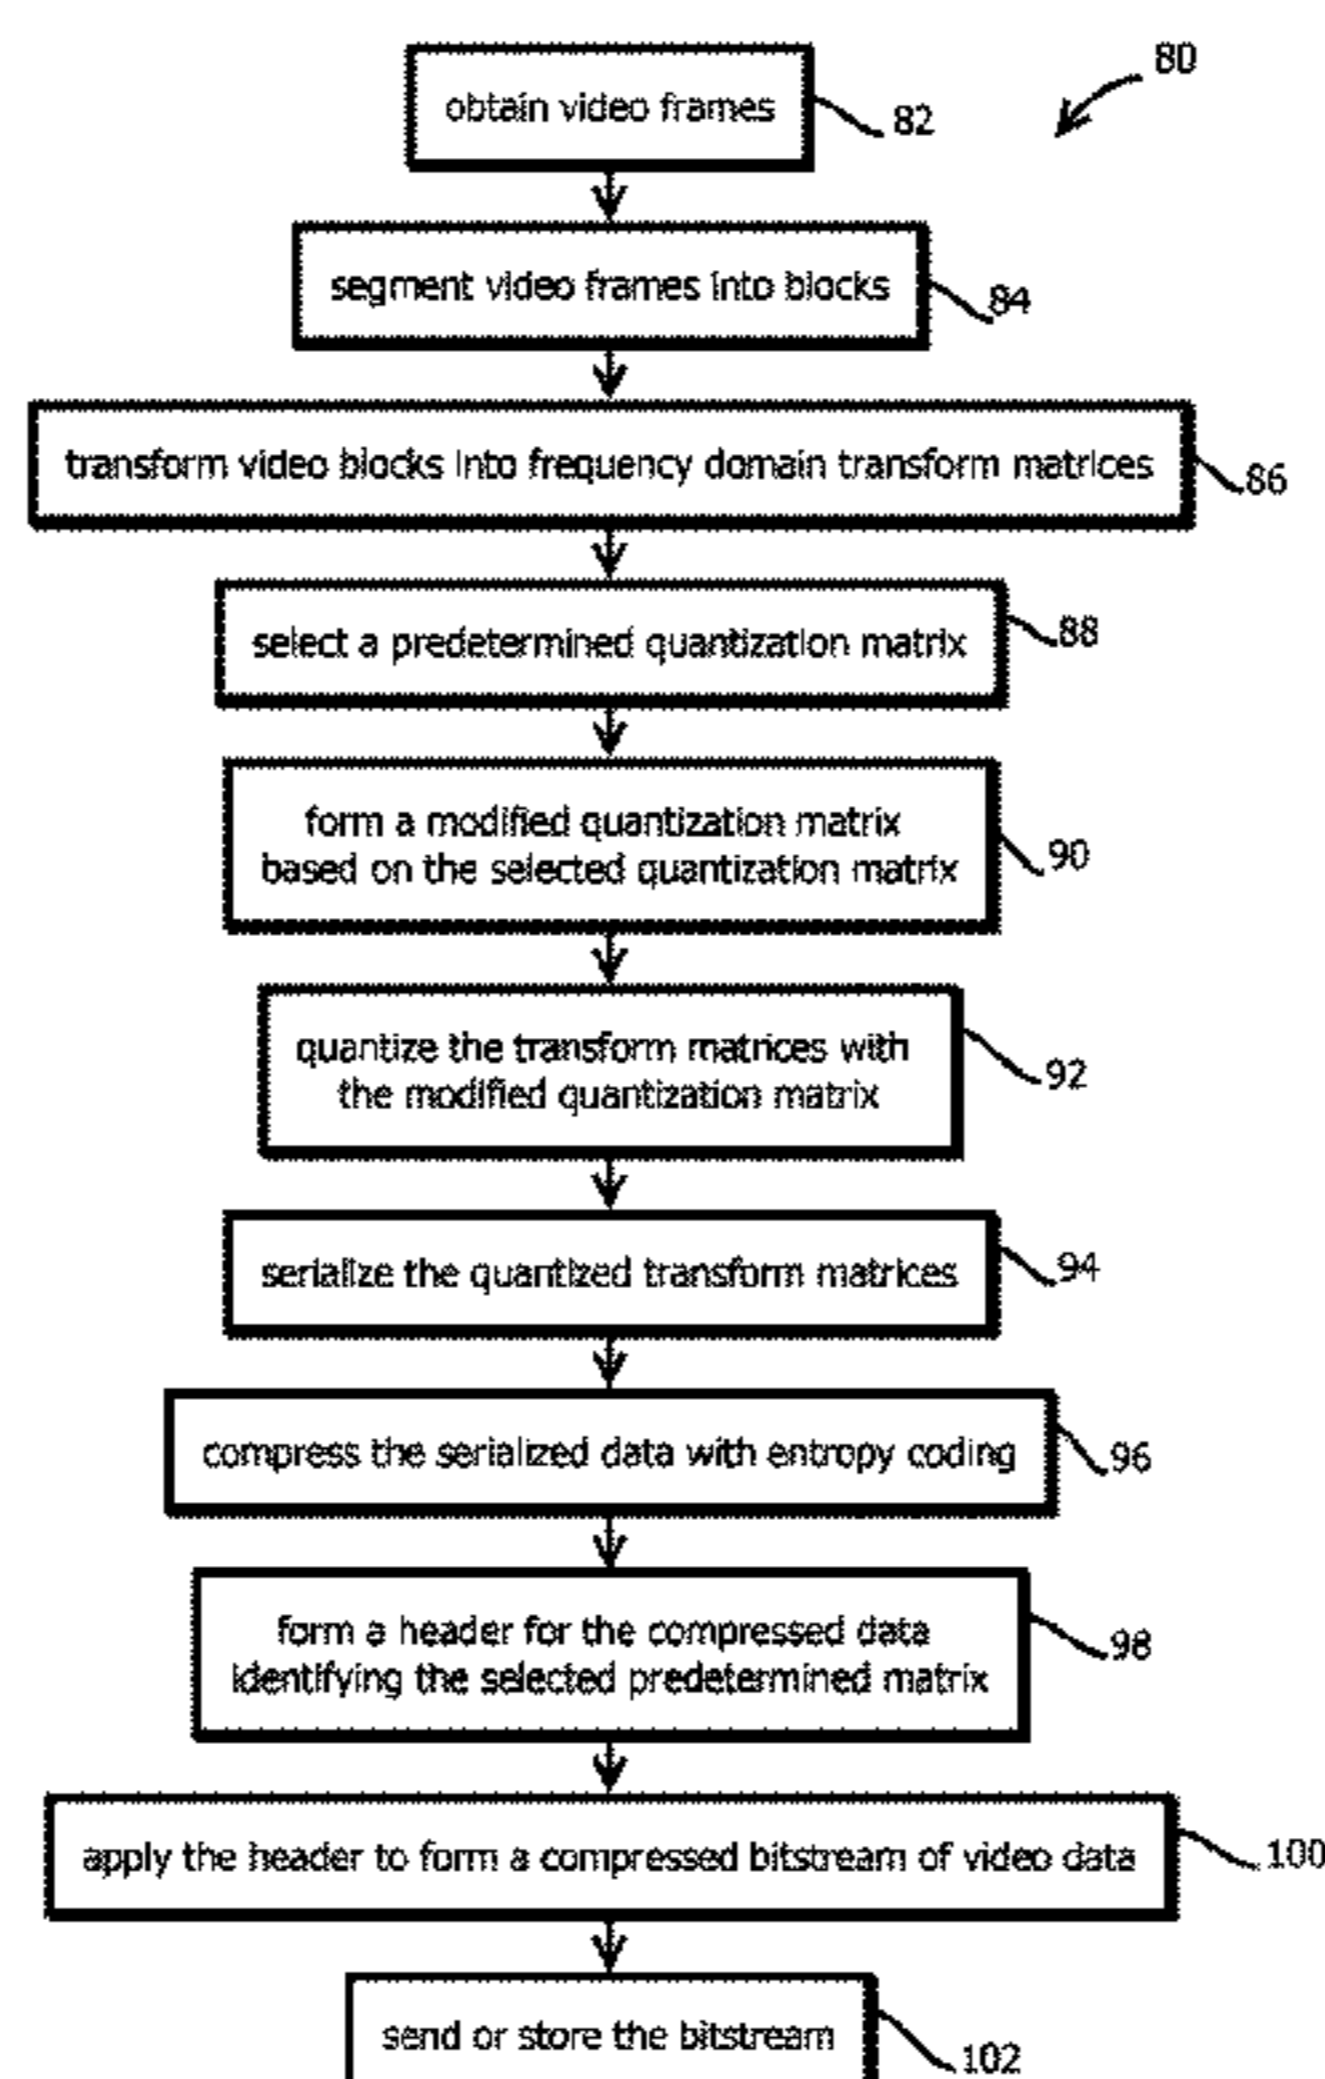 80
obtain video frames
82
segment video frames into blocks
84
transform video blocks into frequency domain transform matrices
86
select a predetermined quantization matrix
88
form a modified quantization matrix
based on the selected quantization matrix
90
quantize the transform matrices with
the modified quantization matrix
92
serialize the quantized transform matrices
94
compress the serialized data with entropy coding
96
form a header for the compressed data
identifying the selected predetermined matrix
98
apply the header to form a compressed bitstream of video data
100
send or store the bitstream
102